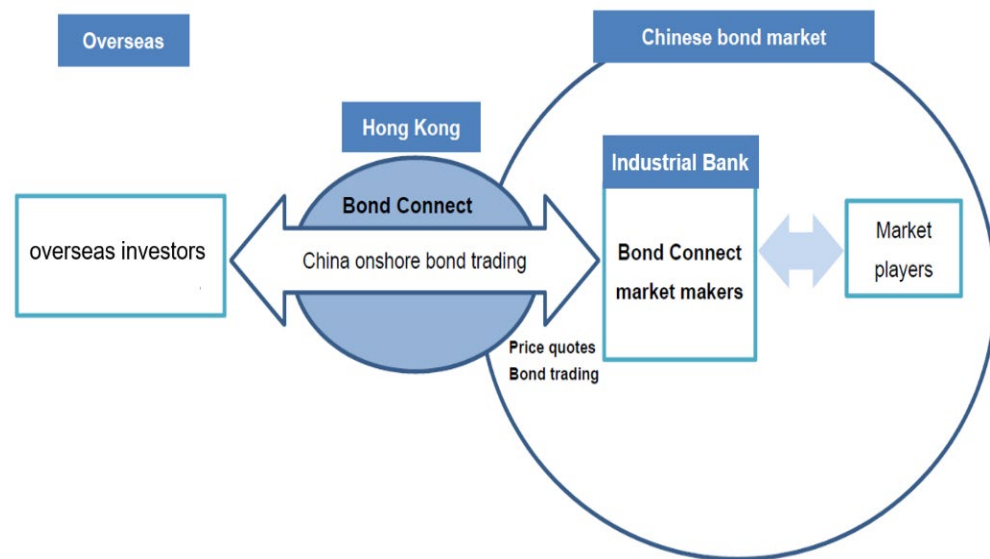 Overseas
Chinese bond market
Hong Kong
Industrial Bank
Bond Connect
overseas investors
China onshore bond trading
Bond Connect
market makers
Market
players
Price quotes
Bond trading